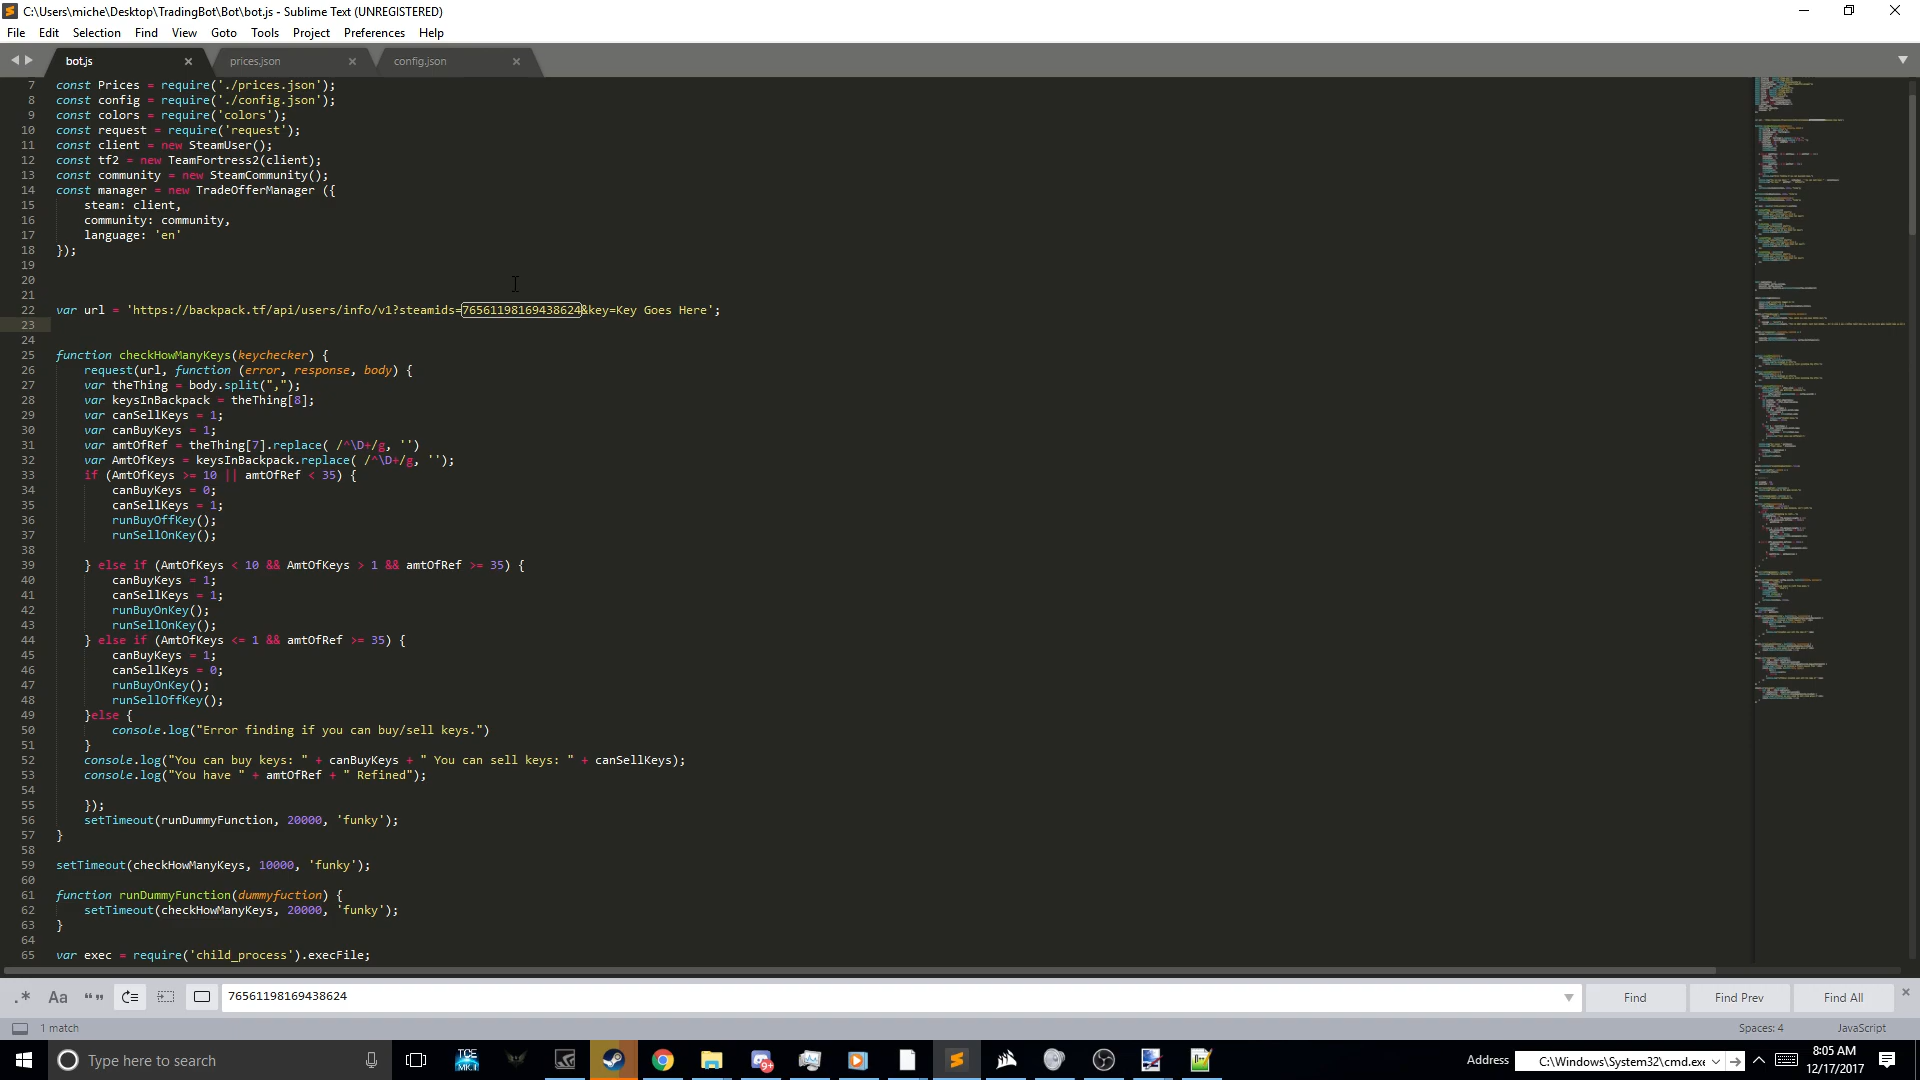 C:\Users\miche\Desktop\TradingBot\Bot\bot.js - Sublime Text (UNREGISTERED)
File Edit Selection Find View Goto Tools Project Preferences Help
bot.js prices.json config.json
7 const Prices = require('./prices.json');
8 const config = require('./config.json');
9 const colors = require('colors');
10 const request = require('request');
11 const client = new SteamUser();
12 const tf2 = new TeamFortress2(client);
13 const community = new SteamCommunity();
14 const manager = new TradeOfferManager ({
15     steam: client,
16     community: community,
17     language: 'en'
18 });
19
20
21
22 var url = 'https://backpack.tf/api/users/info/v1?steamids=76561198169438624&key=Key Goes Here';
23
24
25 function checkHowManyKeys(keychecker) {
26     request(url, function (error, response, body) {
27     var theThing = body.split(",");
28     var keysInBackpack = theThing[8];
29     var canSellKeys = 1;
30     var canBuyKeys = 1;
31     var amtOfRef = theThing[7].replace( /^\D+/g, '')
32     var AmtOfKeys = keysInBackpack.replace( /^\D+/g, '');
33     if (AmtOfKeys >= 10 || amtOfRef < 35) {
34         canBuyKeys = 0;
35         canSellKeys = 1;
36         runBuyOffKey();
37         runSellOnKey();
38
39     } else if (AmtOfKeys < 10 && AmtOfKeys > 1 && amtOfRef >= 35) {
40         canBuyKeys = 1;
41         canSellKeys = 1;
42         runBuyOnKey();
43         runSellOnKey();
44     } else if (AmtOfKeys <= 1 && amtOfRef >= 35) {
45         canBuyKeys = 1;
46         canSellKeys = 0;
47         runBuyOnKey();
48         runSellOffKey();
49     }else {
50         console.log("Error finding if you can buy/sell keys.")
51     }
52     console.log("You can buy keys: " + canBuyKeys + " You can sell keys: " + canSellKeys);
53     console.log("You have " + amtOfRef + " Refined");
54
55     });
56     setTimeout(runDummyFunction, 20000, 'funky');
57 }
58
59 setTimeout(checkHowManyKeys, 10000, 'funky');
60
61 function runDummyFunction(dummyfuction) {
62     setTimeout(checkHowManyKeys, 20000, 'funky');
63 }
64
65 var exec = require('child_process').execFile;
.* Aa “” 76561198169438624 Find Find Prev Find All
1 match Spaces: 4 JavaScript
Type here to search TCE MKT Address C:\Windows\System32\cmd.exe 8:05 AM
12/17/2017